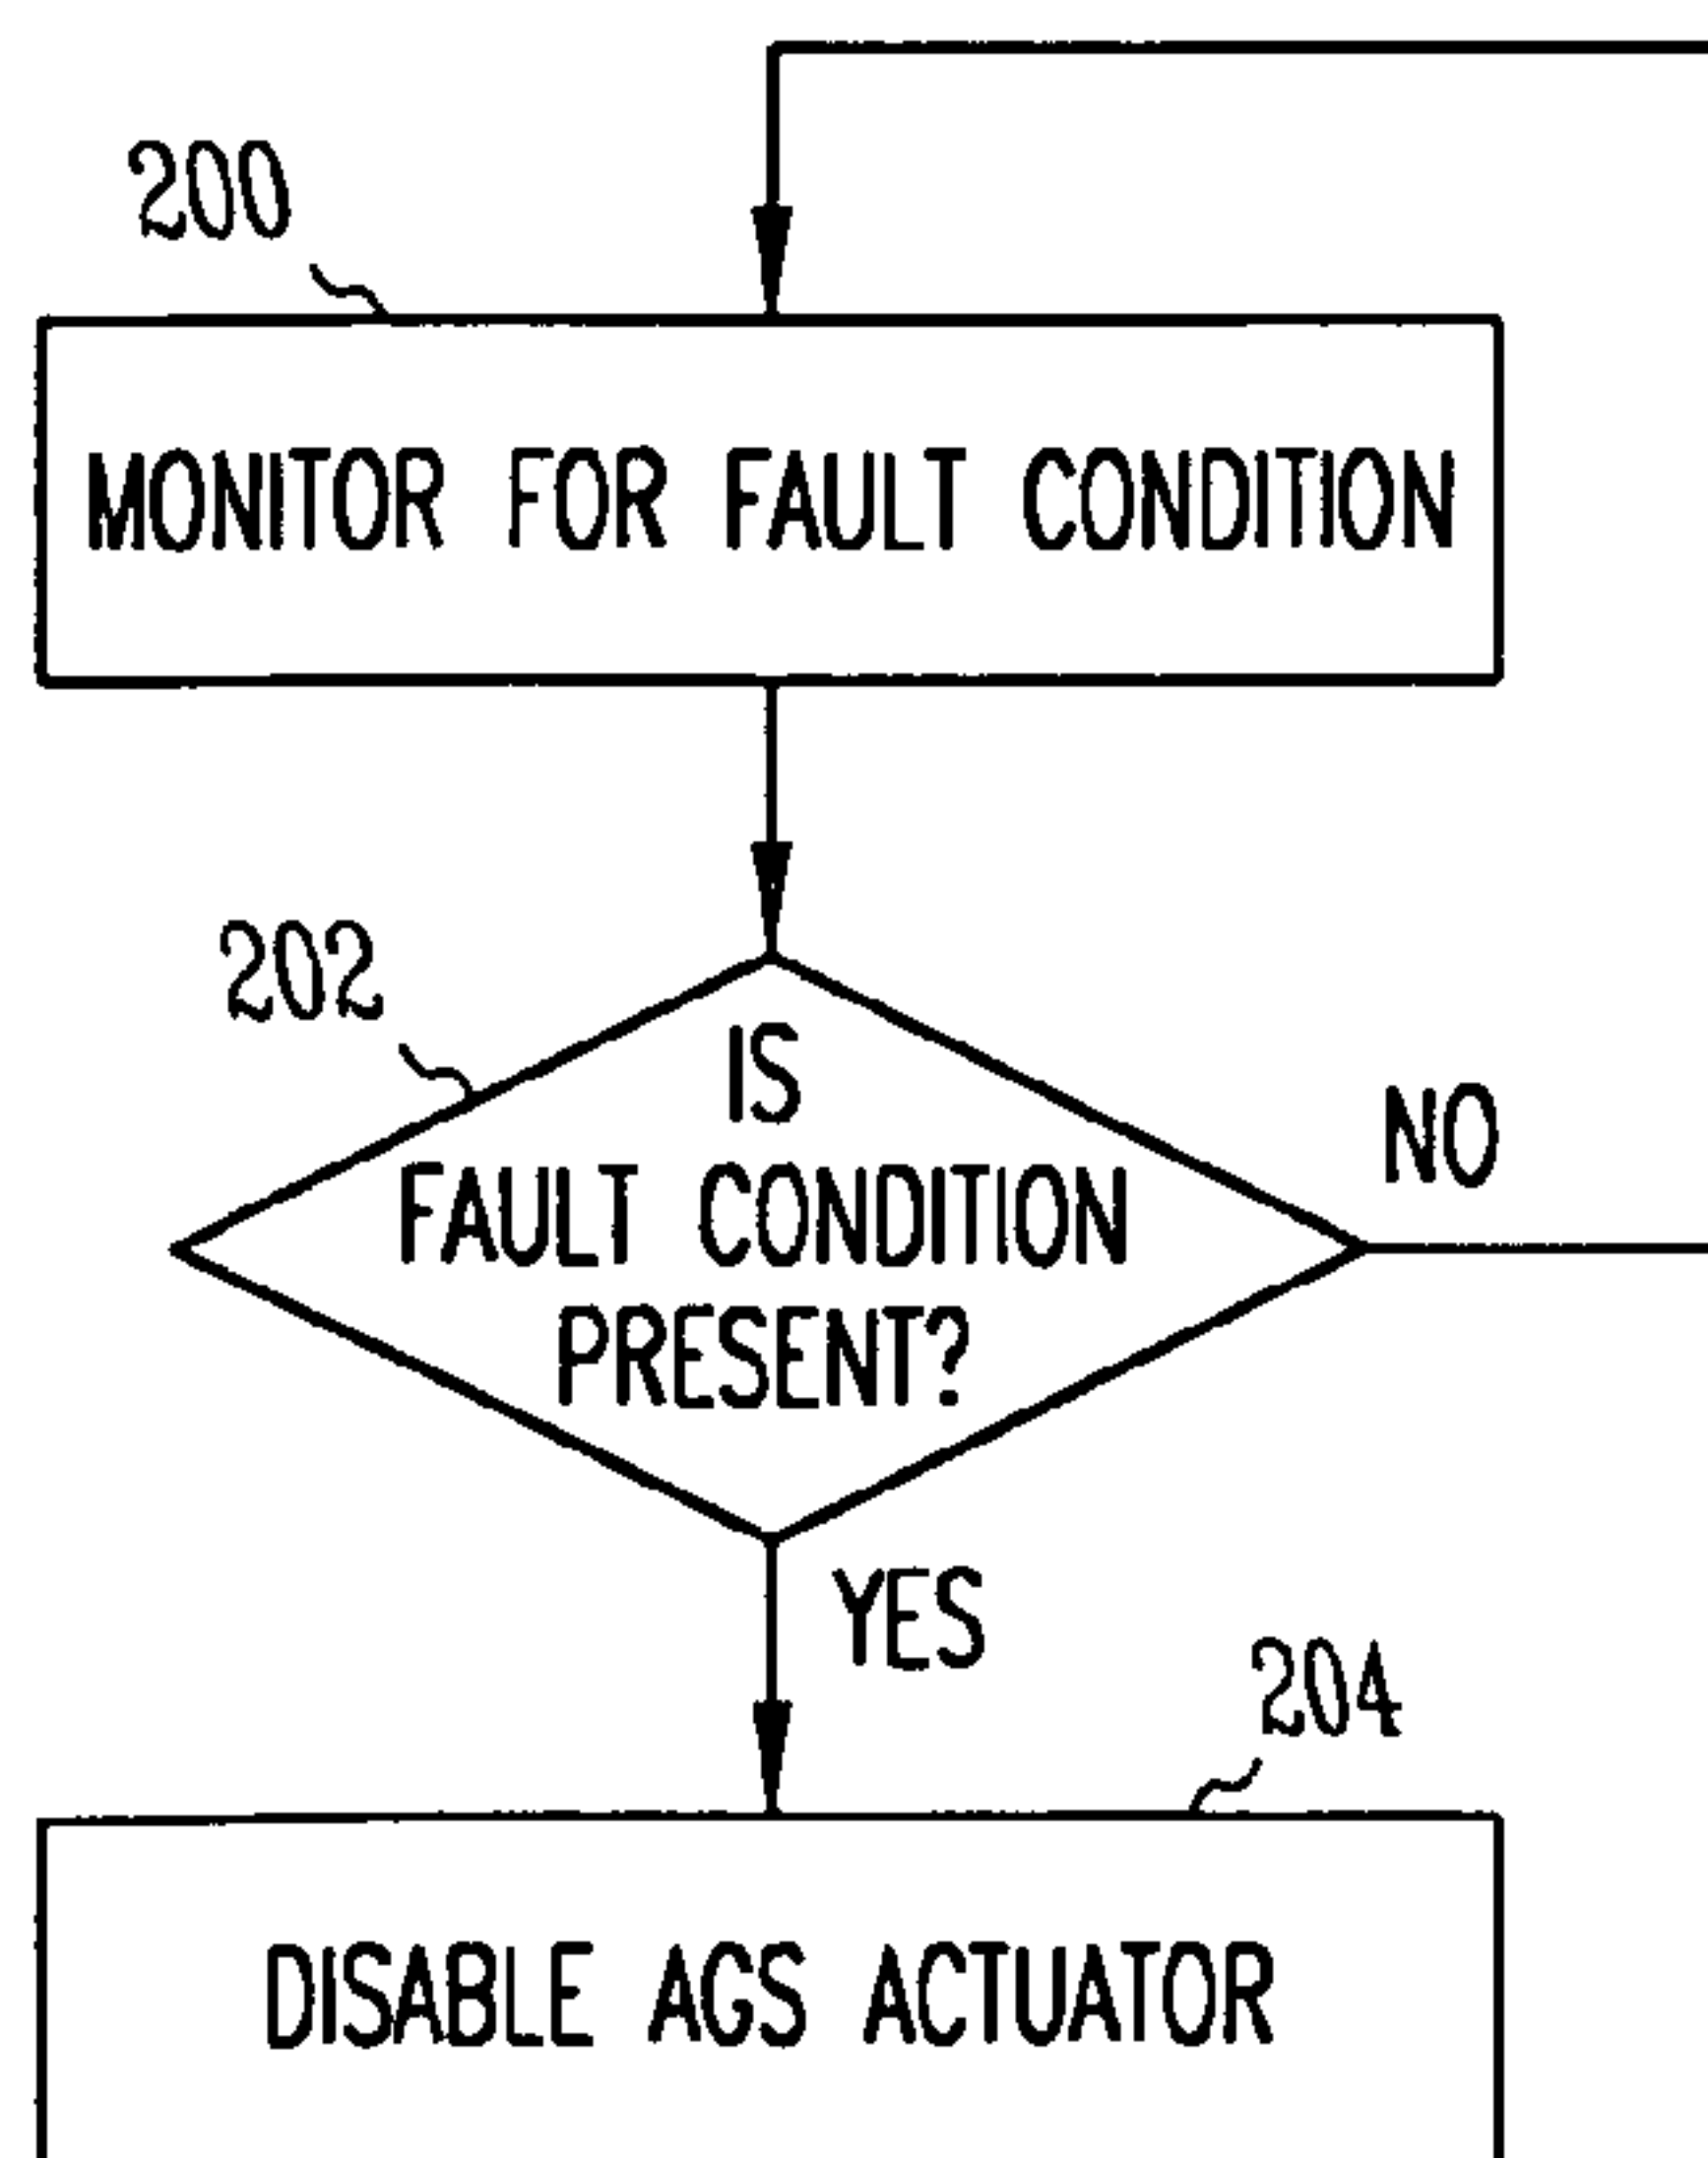 200
MONITOR FOR FAULT CONDITION
202
IS
FAULT CONDITION
PRESENT?
NO
YES
204
DISABLE AGS ACTUATOR